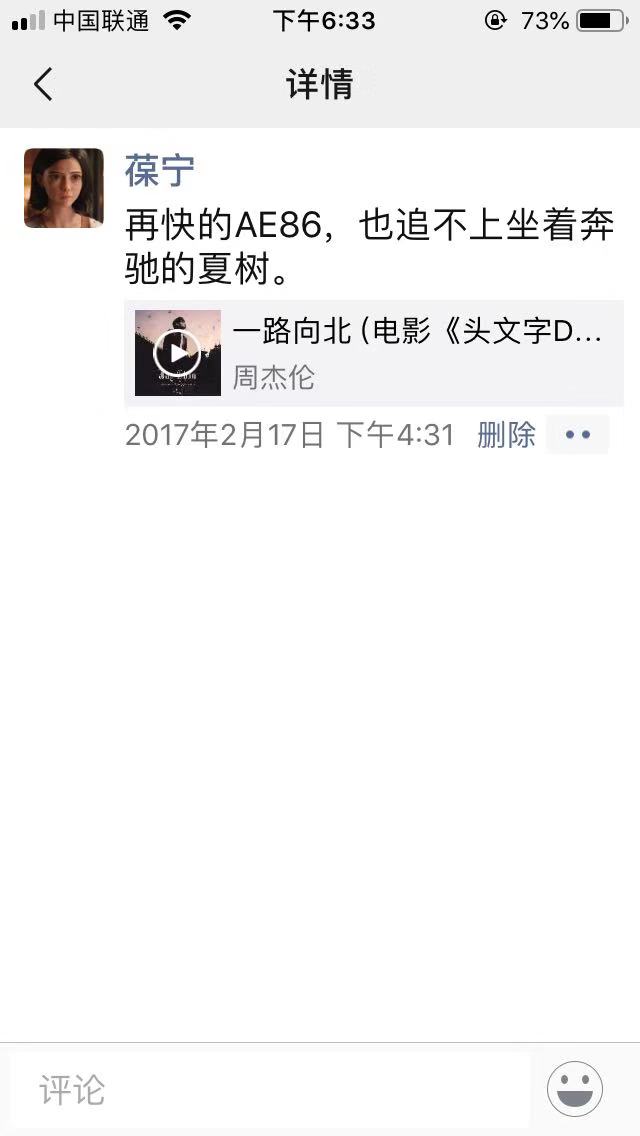 中国联通
下午6:33
73%
详情
葆宁
再快的AE86，也追不上坐着奔
驰的夏树。
一路向北 (电影《头文字D...
周杰伦
2017年2月17日 下午4:31
删除
评论